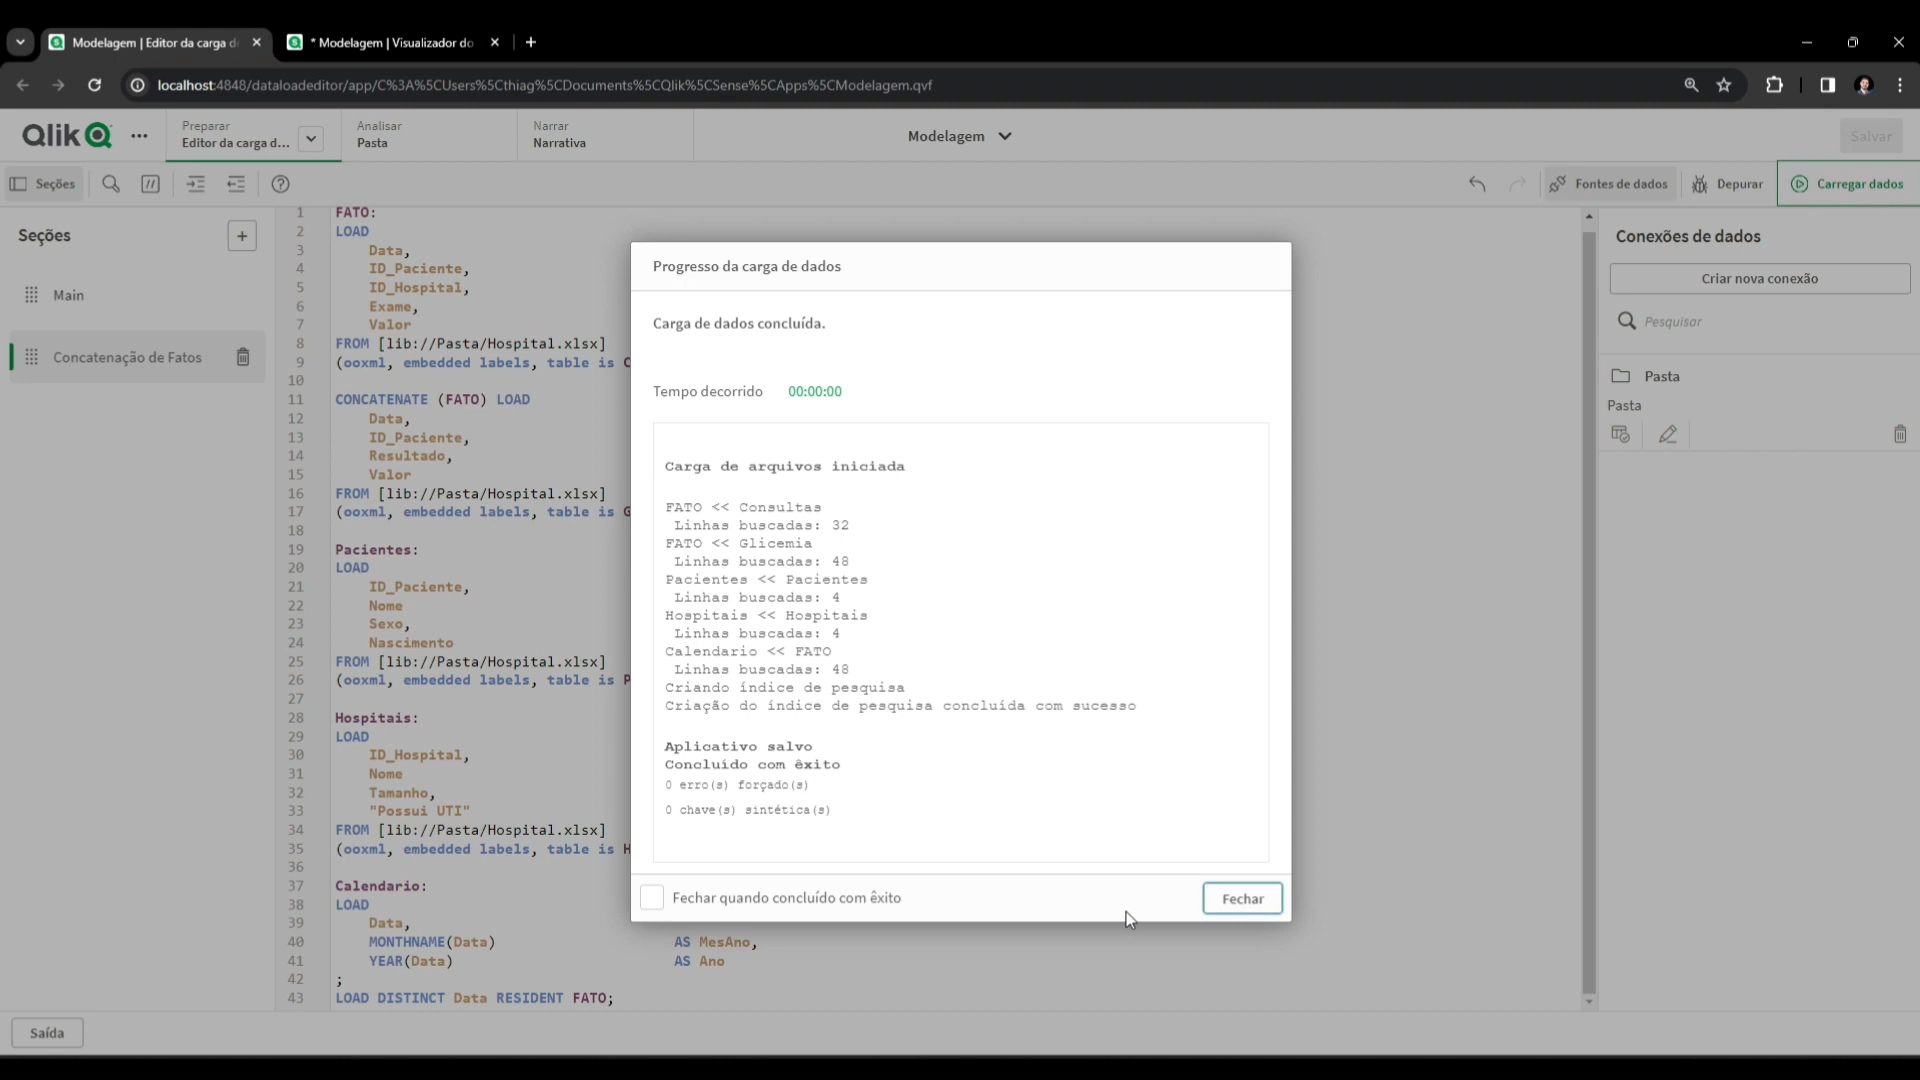 Modelagem | Editor da carga d
* Modelagem | Visualizador do
localhost:4848/dataloadeditor/app/C%3A%5CUsers%5Cthiag%5CDocuments%5CQlik%5CSense%5CApps%5CModelagem.qvf
Qlik
Preparar
Editor da carga d...
Analisar
Pasta
Narrar
Narrativa
Modelagem
Salvar
Seções
Fontes de dados
Depurar
Carregar dados
Seções
Main
Concatenação de Fatos
1 FATO:
2 LOAD
3 Data,
4 ID_Paciente,
5 ID_Hospital,
6 Exame,
7 Valor
8 FROM [lib://Pasta/Hospital.xlsx]
9 (ooxml, embedded labels, table is C
10
11 CONCATENATE (FATO) LOAD
12 Data,
13 ID_Paciente,
14 Resultado,
15 Valor
16 FROM [lib://Pasta/Hospital.xlsx]
17 (ooxml, embedded labels, table is G
18
19 Pacientes:
20 LOAD
21 ID_Paciente,
22 Nome
23 Sexo,
24 Nascimento
25 FROM [lib://Pasta/Hospital.xlsx]
26 (ooxml, embedded labels, table is P
27
28 Hospitais:
29 LOAD
30 ID_Hospital,
31 Nome
32 Tamanho,
33 "Possui UTI"
34 FROM [lib://Pasta/Hospital.xlsx]
35 (ooxml, embedded labels, table is H
36
37 Calendario:
38 LOAD
39 Data,
40 MONTHNAME(Data) AS MesAno,
41 YEAR(Data) AS Ano
42 ;
43 LOAD DISTINCT Data RESIDENT FATO;
Progresso da carga de dados
Carga de dados concluída.
Tempo decorrido 00:00:00
Carga de arquivos iniciada
FATO << Consultas
Linhas buscadas: 32
FATO << Glicemia
Linhas buscadas: 48
Pacientes << Pacientes
Linhas buscadas: 4
Hospitais << Hospitais
Linhas buscadas: 4
Calendario << FATO
Linhas buscadas: 48
Criando índice de pesquisa
Criação do índice de pesquisa concluída com sucesso
Aplicativo salvo
Concluído com êxito
0 erro(s) forçado(s)
0 chave(s) sintética(s)
Fechar quando concluído com êxito
Fechar
Conexões de dados
Criar nova conexão
Pesquisar
Pasta
Pasta
Saída